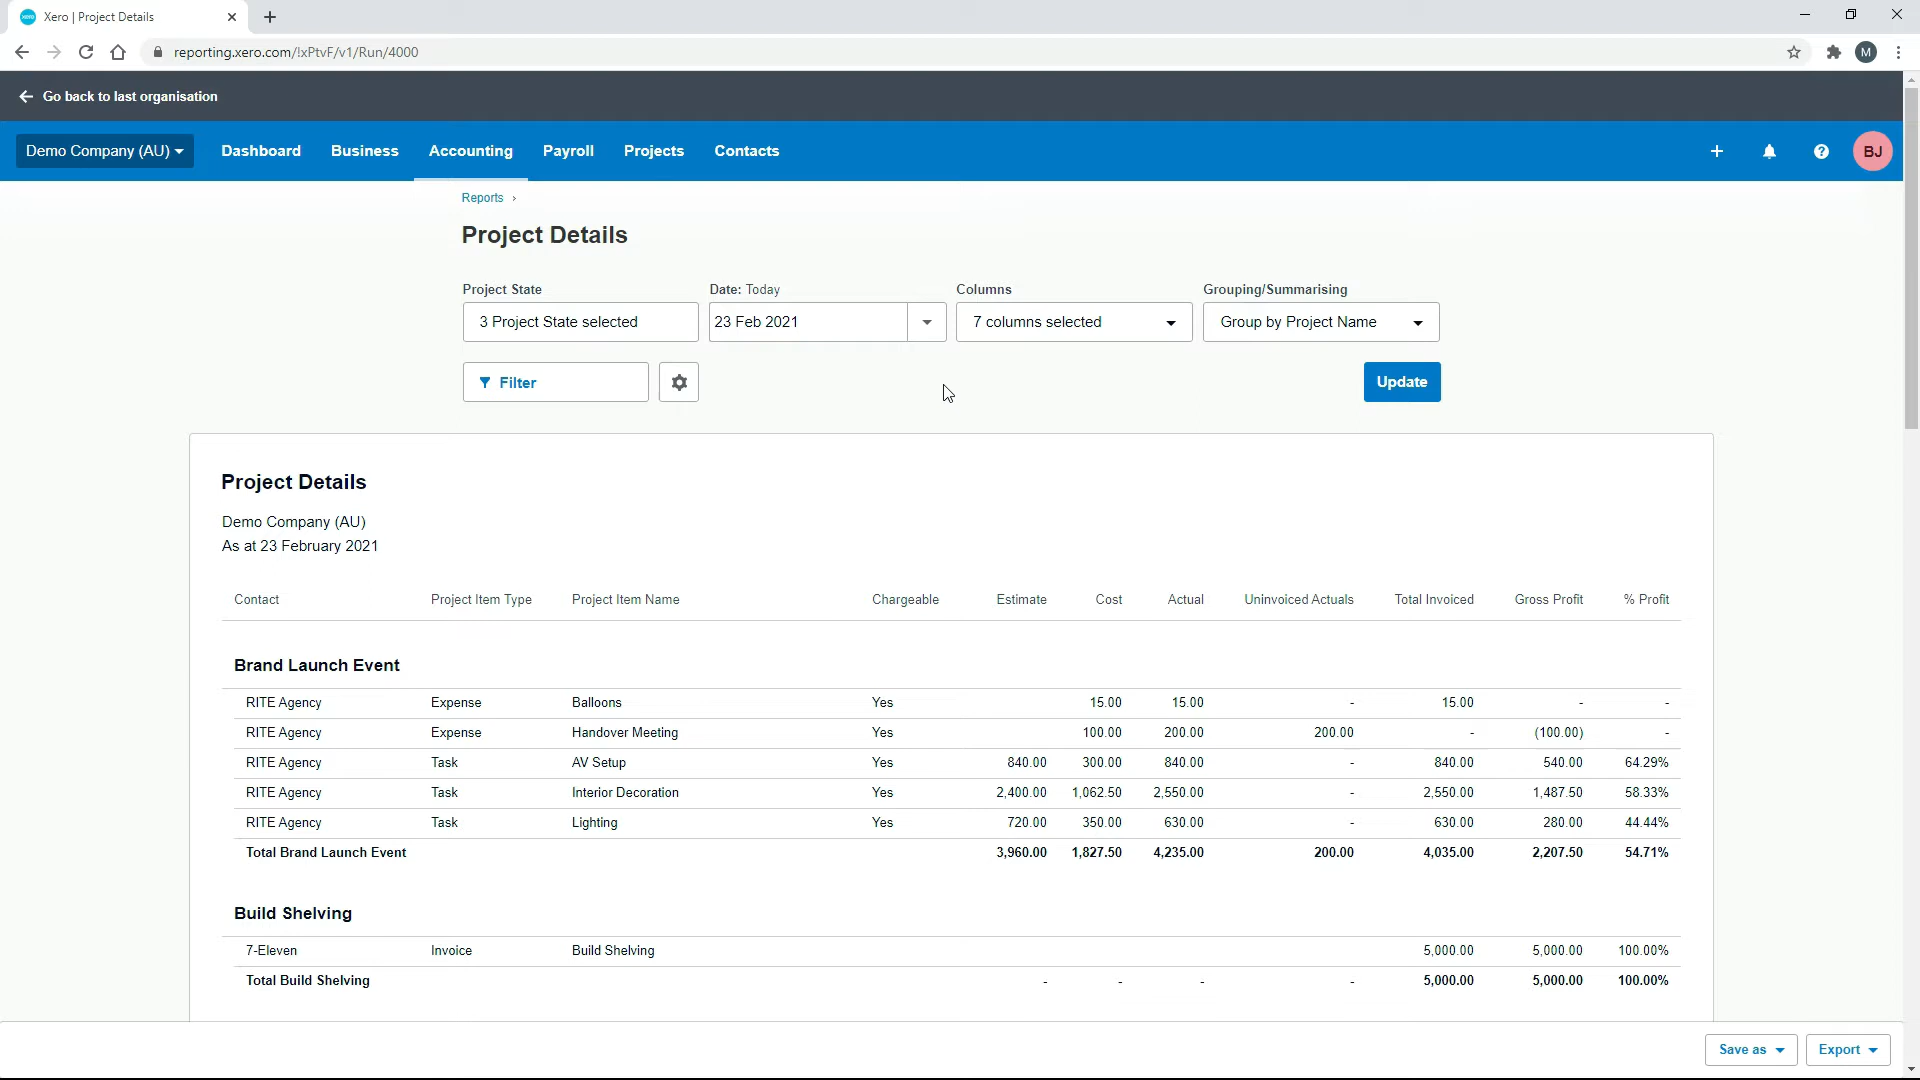 Xero | Project Details
reporting.xero.com/!xPtvF/v1/Run/4000
M
Go back to last organisation
Demo Company (AU) Dashboard Business Accounting Payroll Projects Contacts BJ
Reports
Project Details
Project State Date: Today Columns Grouping/Summarising
3 Project State selected 23 Feb 2021 7 columns selected Group by Project Name
Filter Update
Project Details
Demo Company (AU)
As at 23 February 2021
Contact Project Item Type Project Item Name Chargeable Estimate Cost Actual Uninvoiced Actuals Total Invoiced Gross Profit % Profit
Brand Launch Event
RITE Agency Expense Balloons Yes 15.00 15.00 - 15.00 - -
RITE Agency Expense Handover Meeting Yes 100.00 200.00 200.00 - (100.00) -
RITE Agency Task AV Setup Yes 840.00 300.00 840.00 - 840.00 540.00 64.29%
RITE Agency Task Interior Decoration Yes 2,400.00 1,062.50 2,550.00 - 2,550.00 1,487.50 58.33%
RITE Agency Task Lighting Yes 720.00 350.00 630.00 - 630.00 280.00 44.44%
Total Brand Launch Event 3,960.00 1,827.50 4,235.00 200.00 4,035.00 2,207.50 54.71%
Build Shelving
7-Eleven Invoice Build Shelving 5,000.00 5,000.00 100.00%
Total Build Shelving - - - - 5,000.00 5,000.00 100.00%
Save as Export